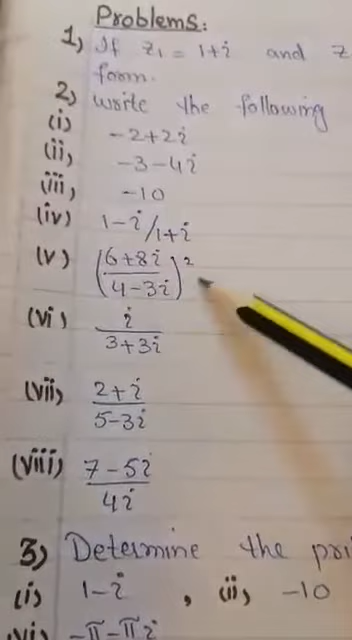 Problems:
1) If z₁ = 1+i and z
form.
2) Write the following
(i) -2+2i
(ii) -3-4i
(iii) -10
(iv) 1-i/1+i
(v) (6+8i/4-3i)²
(vi) i/3+3i
(vii) 2+i/5-3i
(viii) 7-5i/4i
3) Determine the pri
(i) 1-i , (ii) -10
(vi) -π-πi